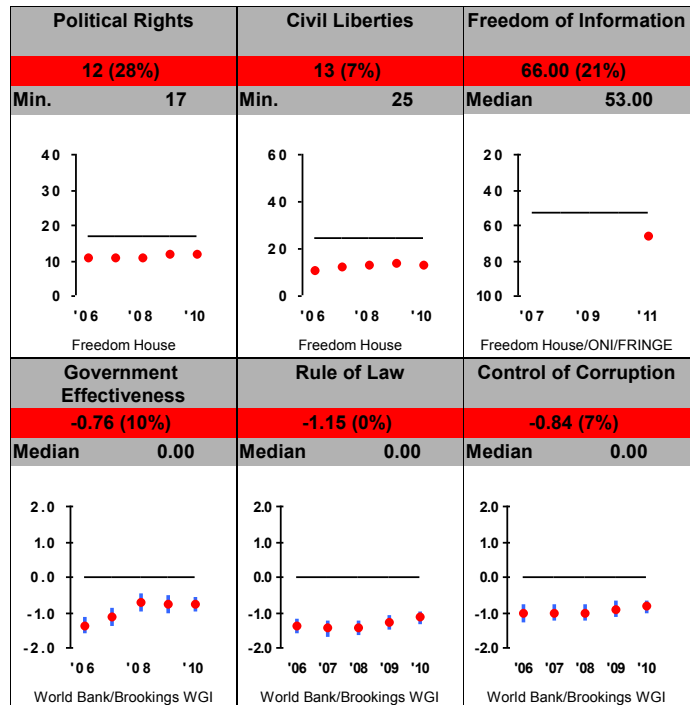 Political Rights
12 (28%)
Min. 17
40
30
20
10
0
'06 '08 '10
Freedom House
Civil Liberties
13 (7%)
Min. 25
60
40
20
0
'06 '08 '10
Freedom House
Freedom of Information
66.00 (21%)
Median 53.00
20
40
60
80
100
'07 '09 '11
Freedom House/ONI/FRINGE
Government
Effectiveness
-0.76 (10%)
Median 0.00
2.0
1.0
0.0
-1.0
-2.0
'06 '08 '10
World Bank/Brookings WGI
Rule of Law
-1.15 (0%)
Median 0.00
2.0
1.0
0.0
-1.0
-2.0
'06 '07 '08 '09 '10
World Bank/Brookings WGI
Control of Corruption
-0.84 (7%)
Median 0.00
2.0
1.0
0.0
-1.0
-2.0
'06 '07 '08 '09 '10
World Bank/Brookings WGI